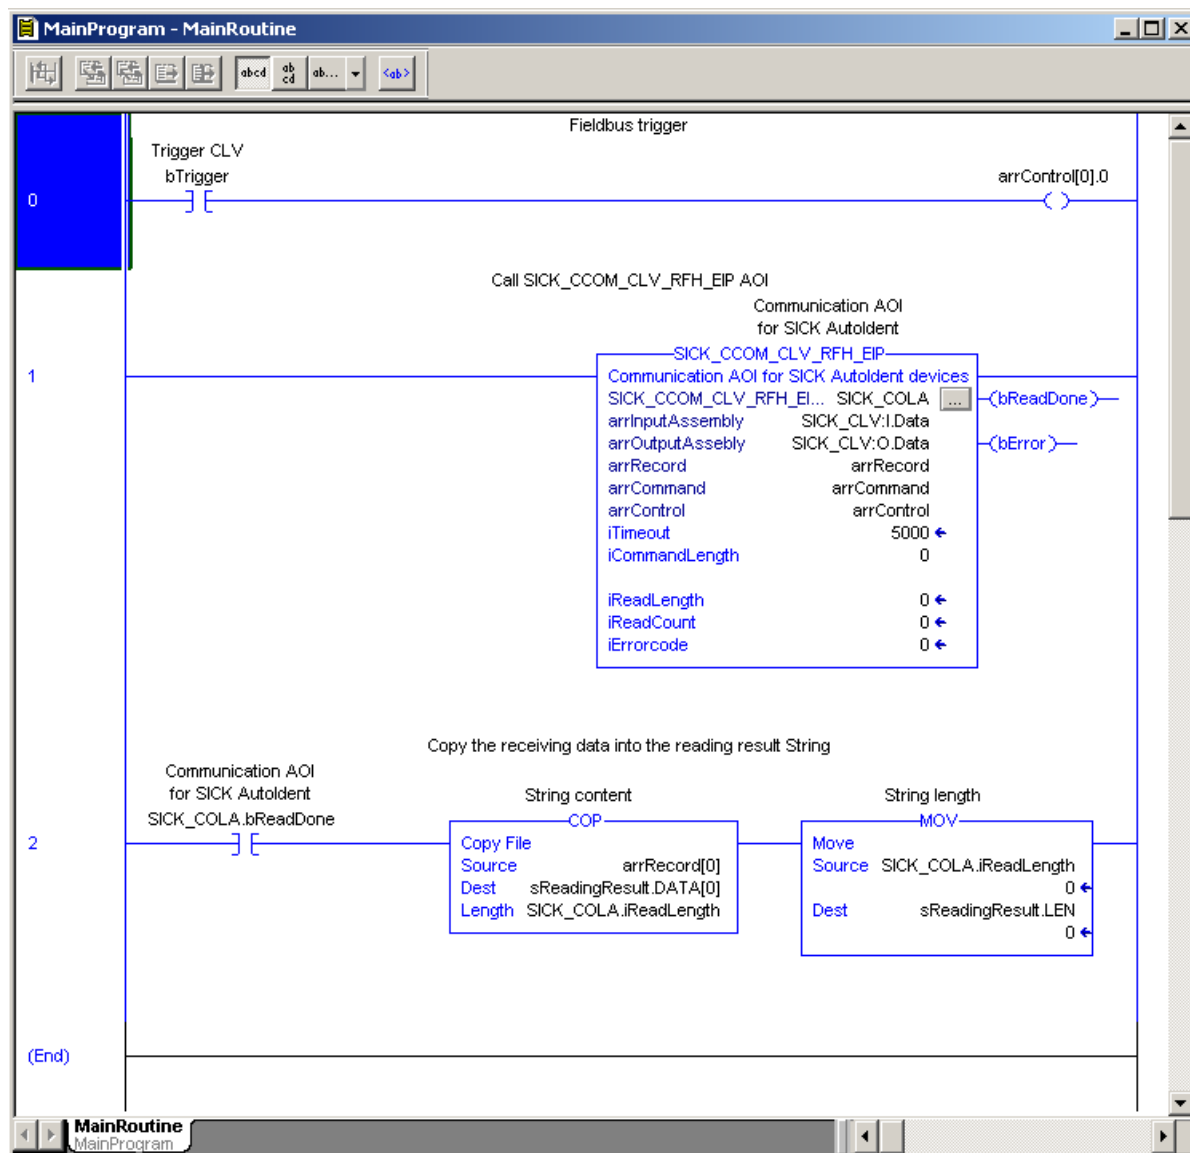 MainProgram - MainRoutine
abcd
ab
cd
ab...
<ab>
Fieldbus trigger
Trigger CLV
bTrigger
arrControl[0].0
0
Call SICK_CCOM_CLV_RFH_EIP AOI
Communication AOI
for SICK AutoIdent
SICK_CCOM_CLV_RFH_EIP
1
Communication AOI for SICK AutoIdent devices
SICK_CCOM_CLV_RFH_EI... SICK_COLA ... bReadDone
arrInputAssembly SICK_CLV:I.Data
arrOutputAssebly SICK_CLV:O.Data bError
arrRecord arrRecord
arrCommand arrCommand
arrControl arrControl
iTimeout 5000
iCommandLength 0
iReadLength 0
iReadCount 0
iErrorcode 0
Copy the receiving data into the reading result String
Communication AOI
for SICK AutoIdent
SICK_COLA.bReadDone
String content
String length
2
COP
Copy File
Source arrRecord[0]
Dest sReadingResult.DATA[0]
Length SICK_COLA.iReadLength
MOV
Move
Source SICK_COLA.iReadLength
0
Dest sReadingResult.LEN
0
(End)
MainRoutine
MainProgram